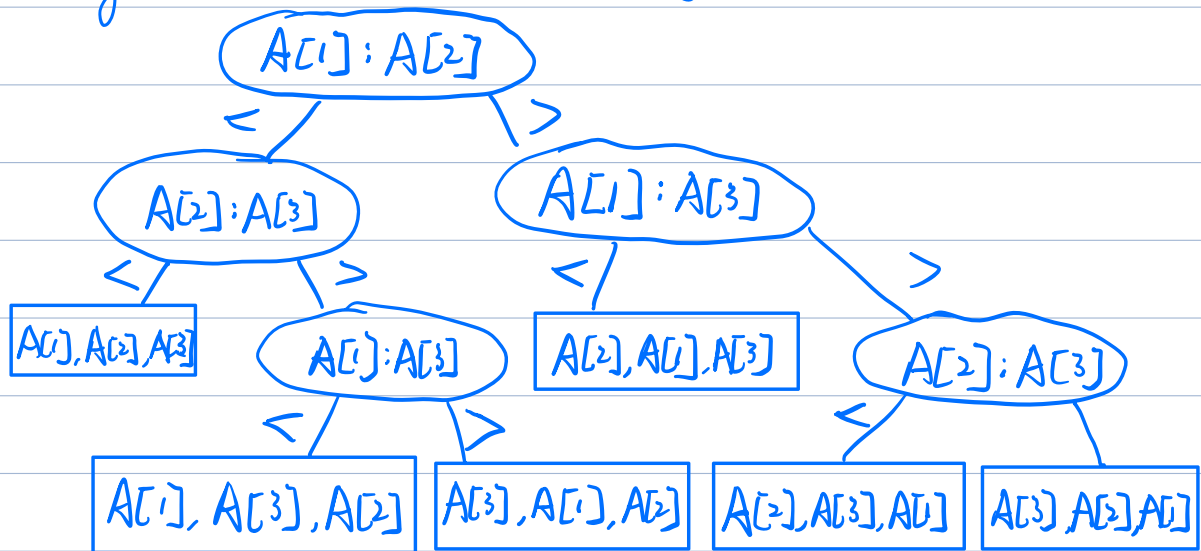 A[1] : A[2]
< >
A[2] : A[3] A[1] : A[3]
< > < >
A[1], A[2], A[3] A[1] : A[3] A[2], A[1], A[3] A[2] : A[3]
< > <
A[1], A[3], A[2] A[3], A[1], A[2] A[2], A[3], A[1] A[3], A[2], A[1]